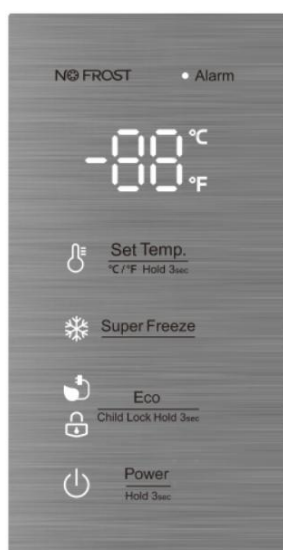 NO FROST
Alarm
-88 °C
°F
Set Temp.
°C/°F Hold 3sec
Super Freeze
Eco
Child Lock Hold 3sec
Power
Hold 3sec